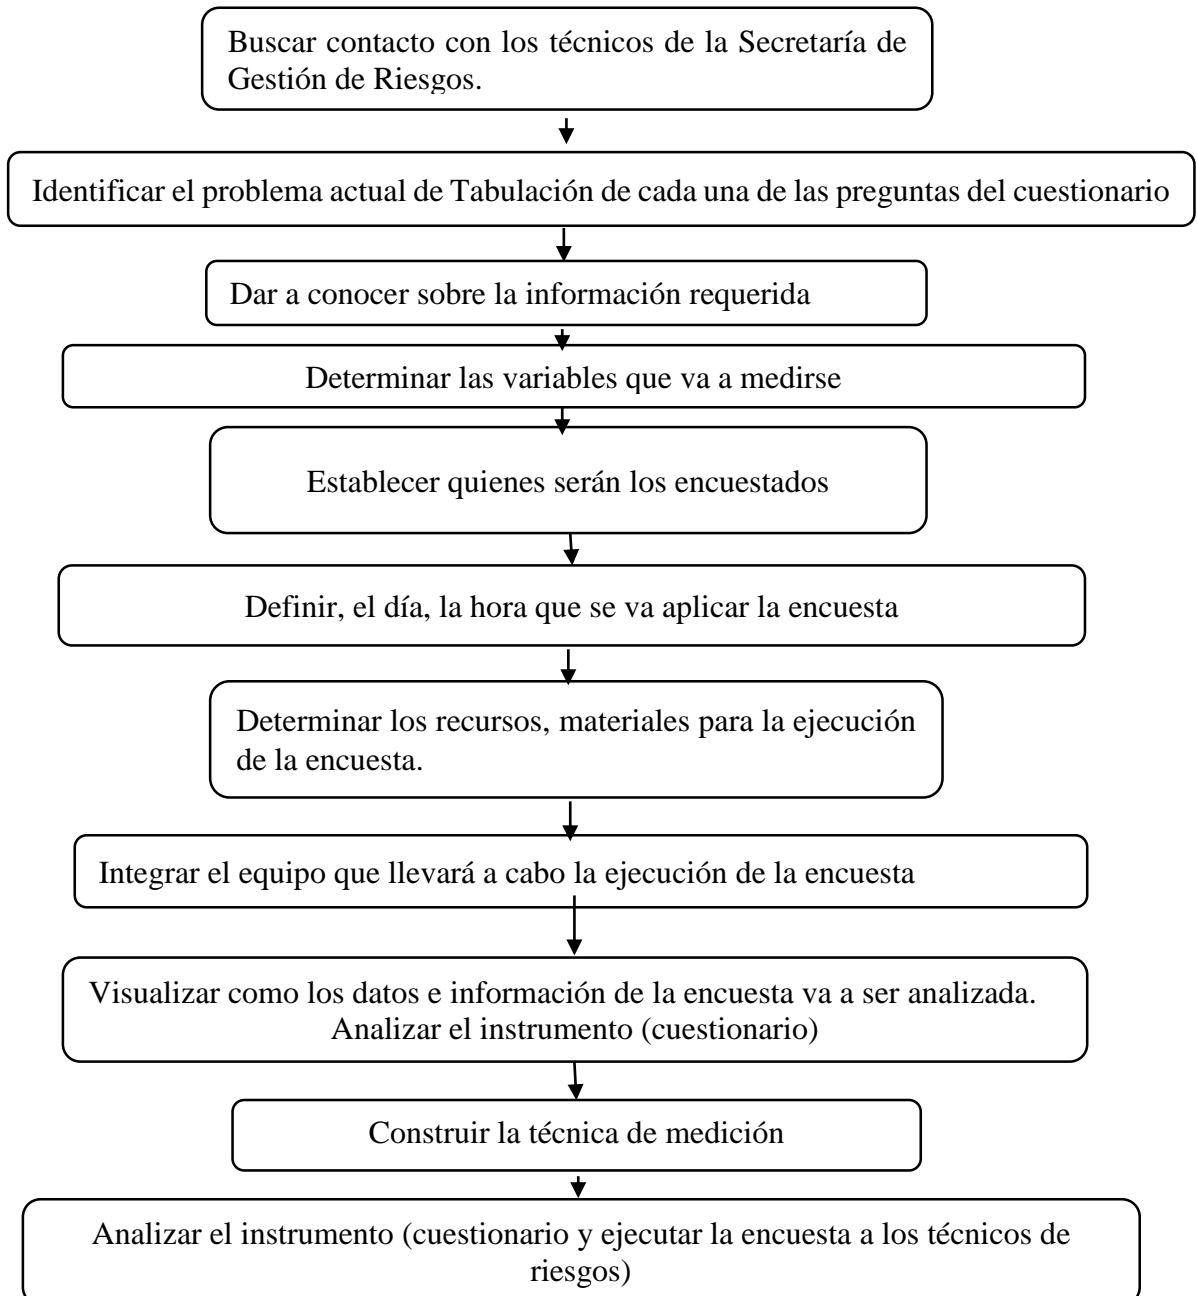 Buscar contacto con los técnicos de la Secretaría de
Gestión de Riesgos.
Identificar el problema actual de Tabulación de cada una de las preguntas del cuestionario
Dar a conocer sobre la información requerida
Determinar las variables que va a medirse
Establecer quienes serán los encuestados
Definir, el día, la hora que se va aplicar la encuesta
Determinar los recursos, materiales para la ejecución
de la encuesta.
Integrar el equipo que llevará a cabo la ejecución de la encuesta
Visualizar como los datos e información de la encuesta va a ser analizada.
Analizar el instrumento (cuestionario)
Construir la técnica de medición
Analizar el instrumento (cuestionario y ejecutar la encuesta a los técnicos de
riesgos)